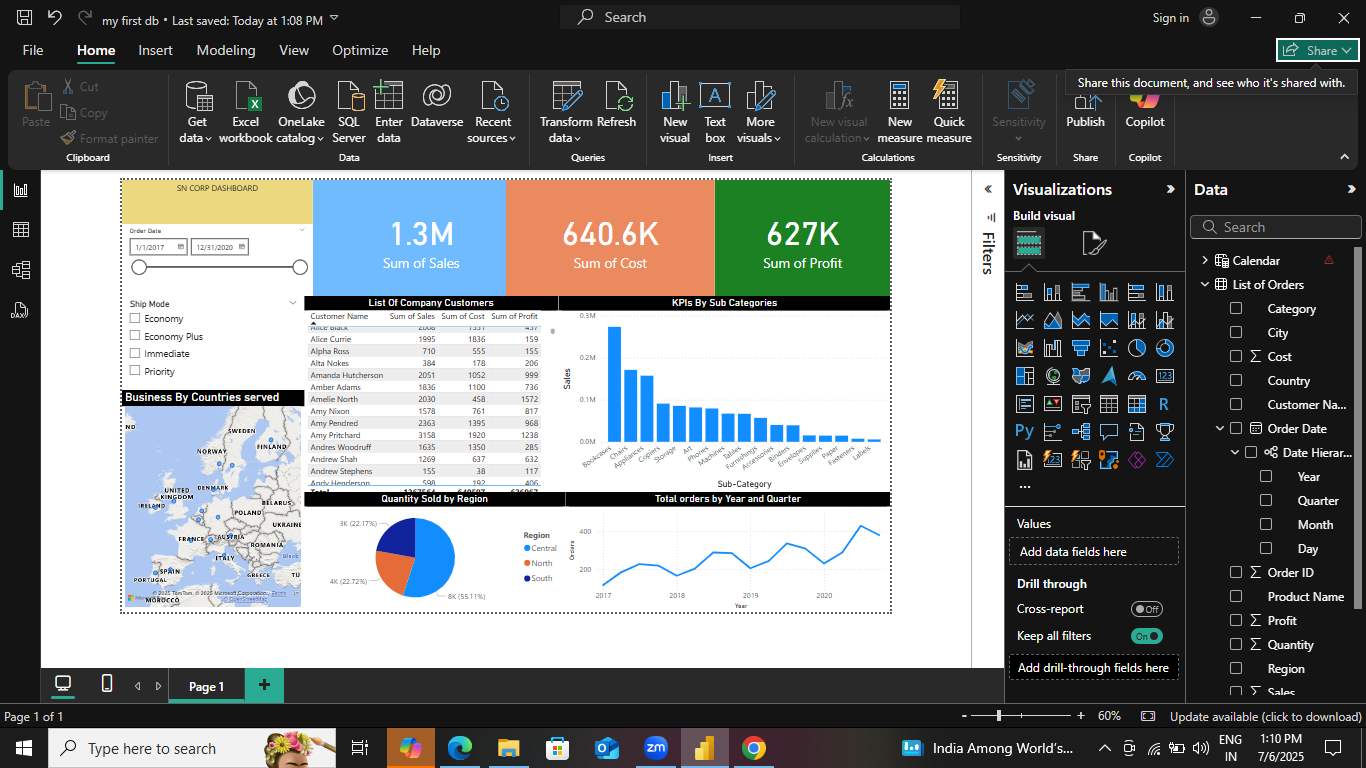 my first db • Last saved: Today at 1:08 PM
Search
Sign in
File Home Insert Modeling View Optimize Help
Share
Share this document, and see who it's shared with.
Paste
Cut
Copy
Format painter
Clipboard
Get data
Excel workbook
OneLake catalog
SQL Server
Enter data
Dataverse
Recent sources
Data
Transform data
Refresh
Queries
New visual
Text box
More visuals
Insert
New visual calculation
New measure
Quick measure
Calculations
Sensitivity
Sensitivity
Publish
Share
Copilot
Copilot
SN CORP DASHBOARD
Order Date
1/1/2017
12/31/2020
1.3M
Sum of Sales
640.6K
Sum of Cost
627K
Sum of Profit
Ship Mode
Economy
Economy Plus
Immediate
Priority
List Of Company Customers
Customer Name Sum of Sales Sum of Cost Sum of Profit
Alice Black 2008 1551 457
Alice Currie 1995 1836 159
Alpha Ross 710 555 155
Alta Nokes 384 178 206
Amanda Hutcherson 2051 1052 999
Amber Adams 1836 1100 736
Amelie North 2030 458 1572
Amy Nixon 1578 761 817
Amy Pendred 2363 1395 968
Amy Pritchard 3158 1920 1238
Andres Woodruff 1635 1350 285
Andrew Shah 1269 637 632
Andrew Stephens 155 38 117
Andy Henderson 598 192 406
Total
KPIs By Sub Categories
0.3M
0.2M
0.1M
0.0M
Sales
Bookcases
Chairs
Appliances
Copiers
Storage
Art
Phones
Machines
Tables
Furnishings
Accessories
Binders
Envelopes
Supplies
Paper
Fasteners
Labels
Sub-Category
Business By Countries served
ND
SWEDEN
FINLAND
NORWAY
UNITED KINGDOM
DENMARK
IRELAND
BELARUS
POLAND
UKRAINE
FRANCE
AUSTRIA
ROMANIA
ITALY
Black
SPAIN
PORTUGAL
GREECE
TU
MOROCCO
© 2025 TomTom, © 2025 Microsoft Corporation, Terms
© OpenStreetMap
Quantity Sold by Region
3K (22.17%)
4K (22.72%)
8K (55.11%)
Region
Central
North
South
Total orders by Year and Quarter
400
200
Orders
2017 2018 2019 2020
Year
Filters
Visualizations
Build visual
Values
Add data fields here
Drill through
Cross-report
Off
Keep all filters
On
Add drill-through fields here
Data
Search
Calendar
List of Orders
Category
City
Cost
Country
Customer Na...
Order Date
Date Hierar...
Year
Quarter
Month
Day
Order ID
Product Name
Profit
Quantity
Region
Sales
Page 1
Page 1 of 1
60%
Update available (click to download)
Type here to search
India Among World's...
ENG
IN
1:10 PM
7/6/2025